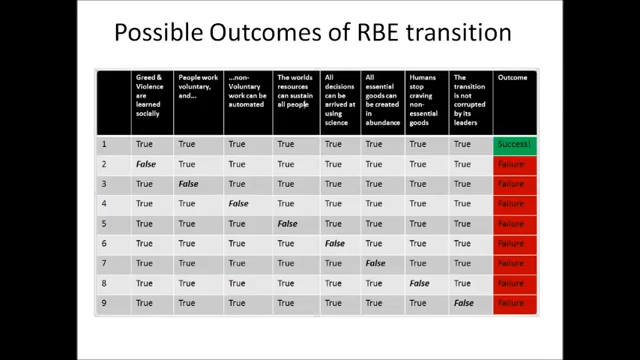 Possible Outcomes of RBE transition
Greed & Violence are learned socially | People work voluntary, and... | ...non-Voluntary work can be automated | The worlds resources can sustain all people | All decisions can be arrived at using science | All essential goods can be created in abundance | Humans stop craving non-essential goods | The transition is not corrupted by its leaders | Outcome
1 True True True True True True True True Success!
2 False True True True True True True True Failure
3 True False True True True True True True Failure
4 True True False True True True True True Failure
5 True True True False True True True True Failure
6 True True True True False True True True Failure
7 True True True True True False True True Failure
8 True True True True True True False True Failure
9 True True True True True True True False Failure